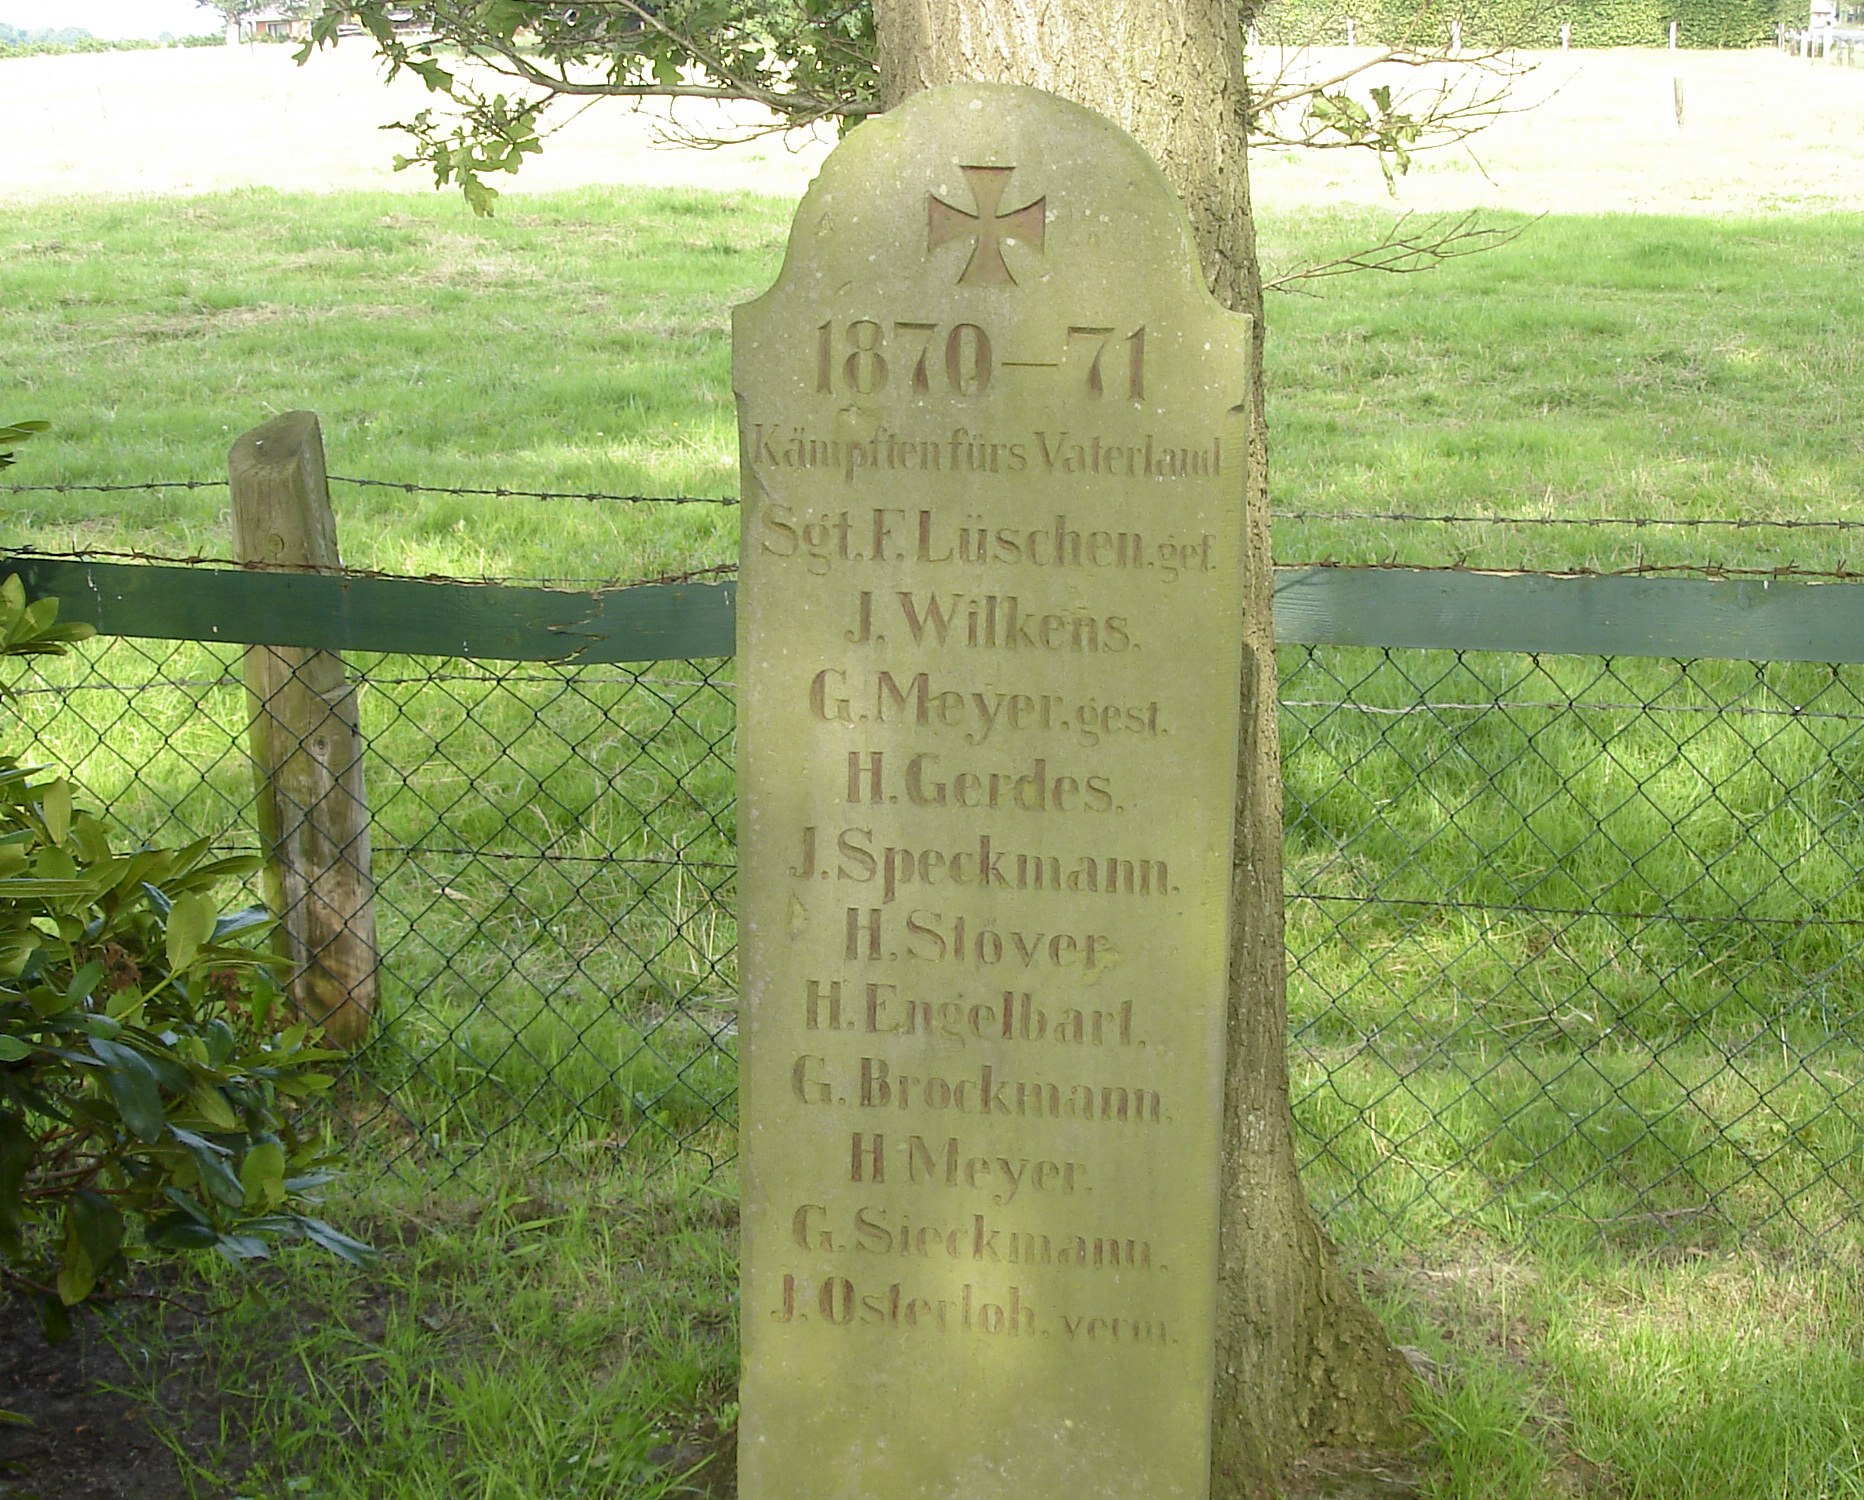 1870-71
Kämpften fürs Vaterland
Sgt. F. Lüschen. gef.
J. Wilkens.
G. Meyer. gest.
H. Gerdes.
J. Speckmann.
H. Stöver
H. Engelbart.
G. Brockmann.
H Meyer.
G. Sieckmann.
J. Osterloh. verm.